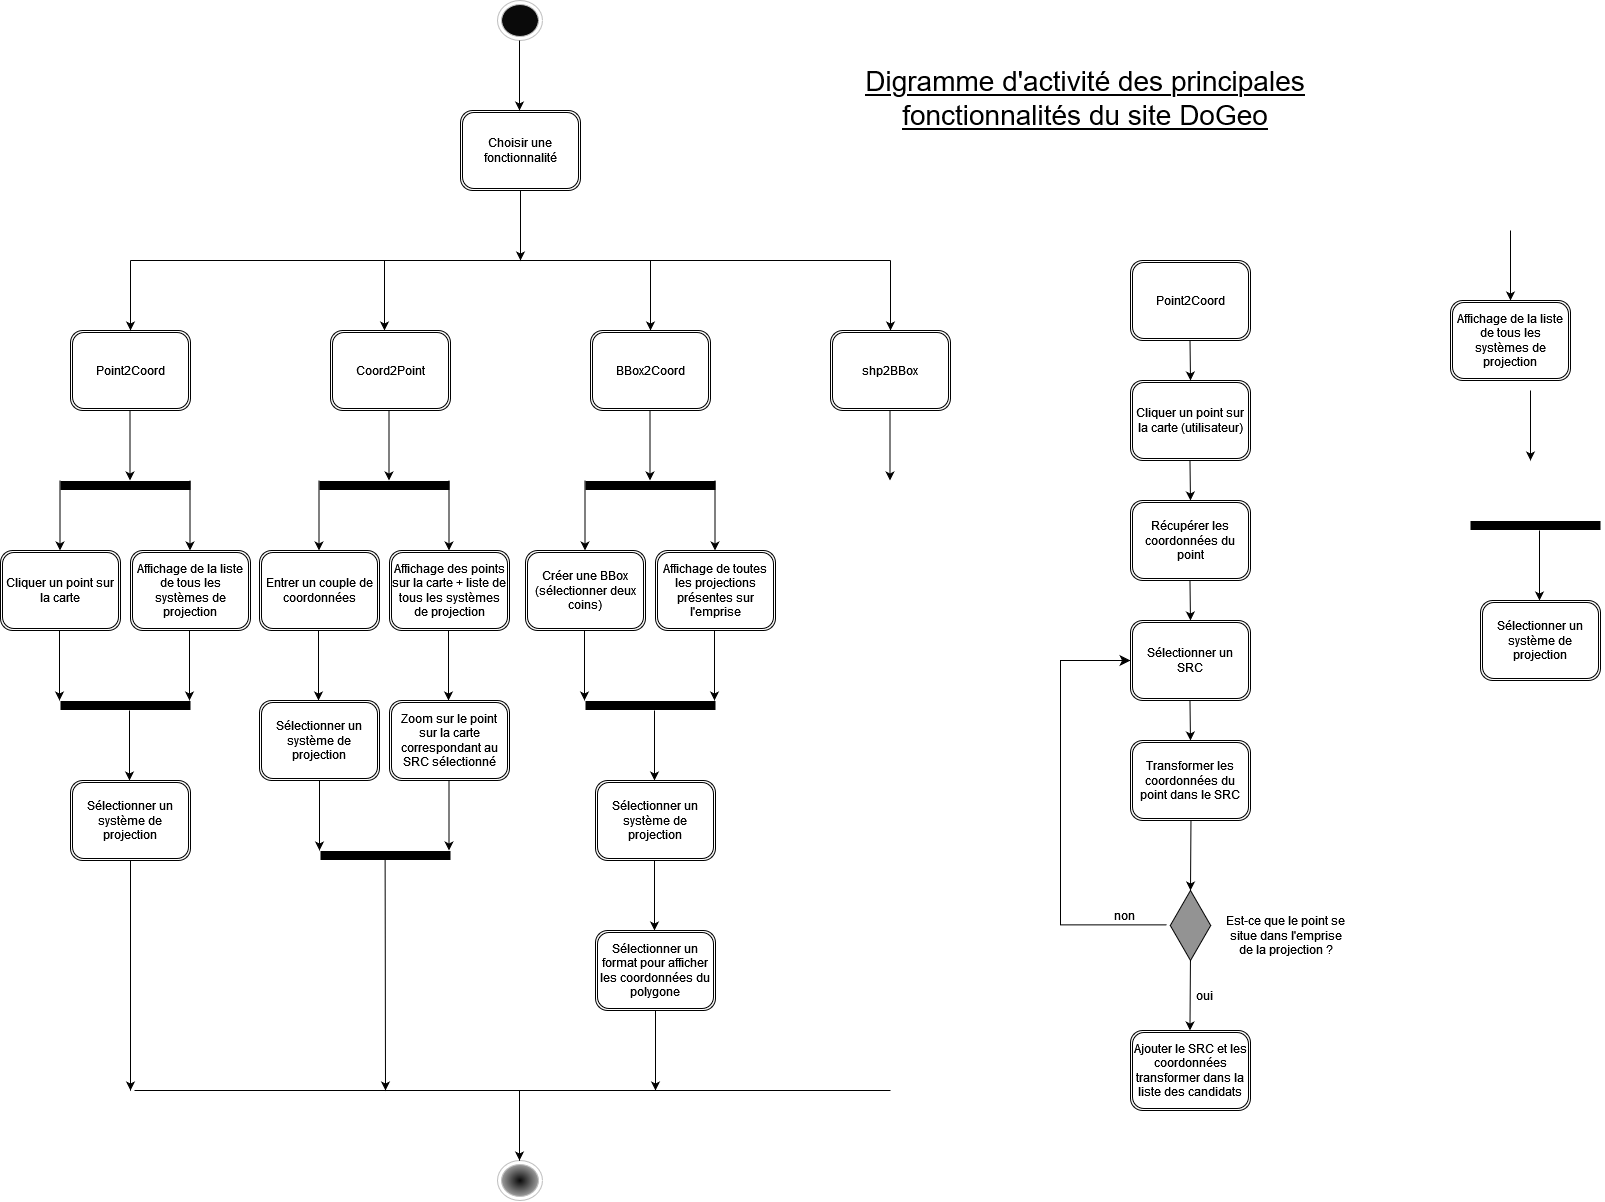 Digramme d'activité des principales
fonctionnalités du site DoGeo
Choisir une
fonctionnalité
Point2Coord
Coord2Point
BBox2Coord
shp2BBox
Cliquer un point sur
la carte
Affichage de la liste
de tous les
systèmes de
projection
Entrer un couple de
coordonnées
Affichage des points
sur la carte + liste de
tous les systèmes
de projection
Créer une BBox
(sélectionner deux
coins)
Affichage de toutes
les projections
présentes sur
l'emprise
Sélectionner un
système de
projection
Zoom sur le point
sur la carte
correspondant au
SRC sélectionné
Sélectionner un
système de
projection
Sélectionner un
système de
projection
Sélectionner un
format pour afficher
les coordonnées du
polygone
Point2Coord
Cliquer un point sur
la carte (utilisateur)
Récupérer les
coordonnées du
point
Sélectionner un
SRC
Transformer les
coordonnées du
point dans le SRC
non
Est-ce que le point se
situe dans l'emprise
de la projection ?
oui
Ajouter le SRC et les
coordonnées
transformer dans la
liste des candidats
Affichage de la liste
de tous les
systèmes de
projection
Sélectionner un
système de
projection